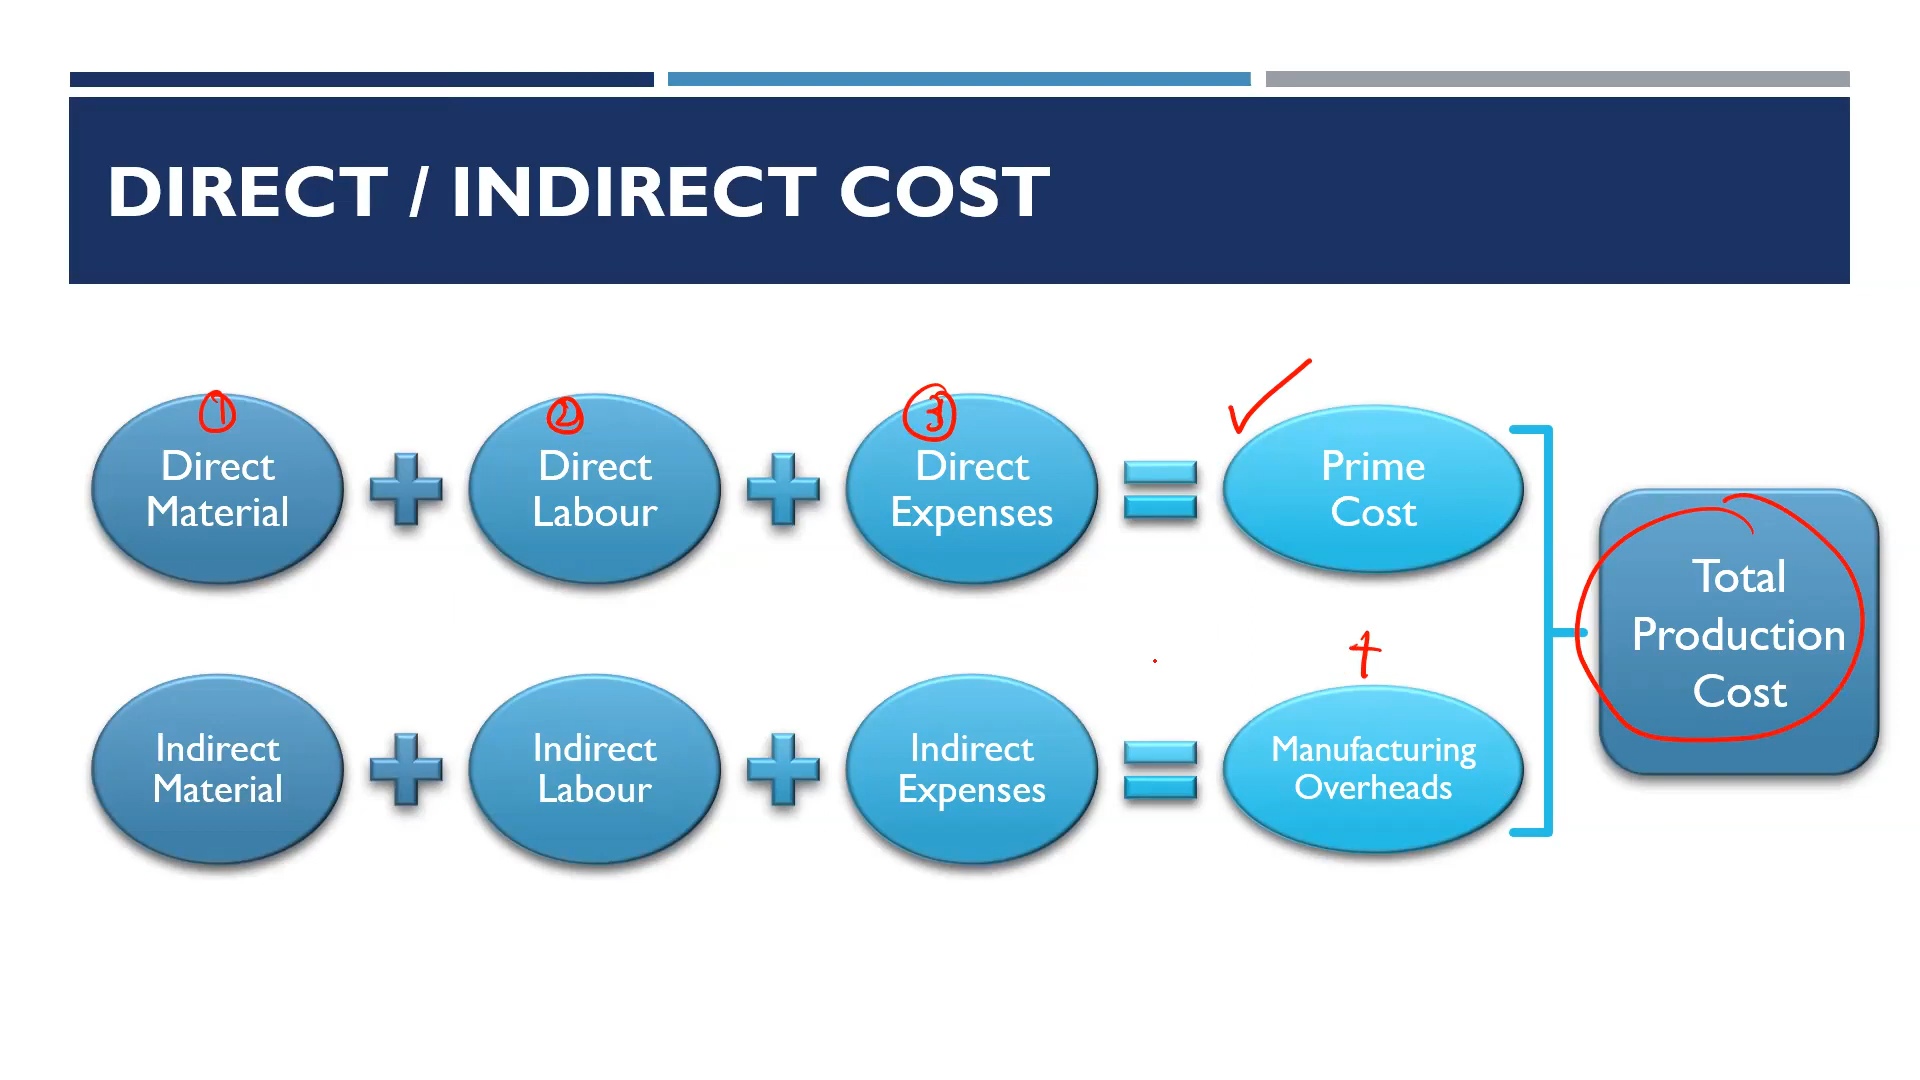 DIRECT / INDIRECT COST
1
2
3
Direct
Material
Direct
Labour
Direct
Expenses
Prime
Cost
+
Indirect
Material
Indirect
Labour
Indirect
Expenses
Manufacturing
Overheads
Total
Production
Cost